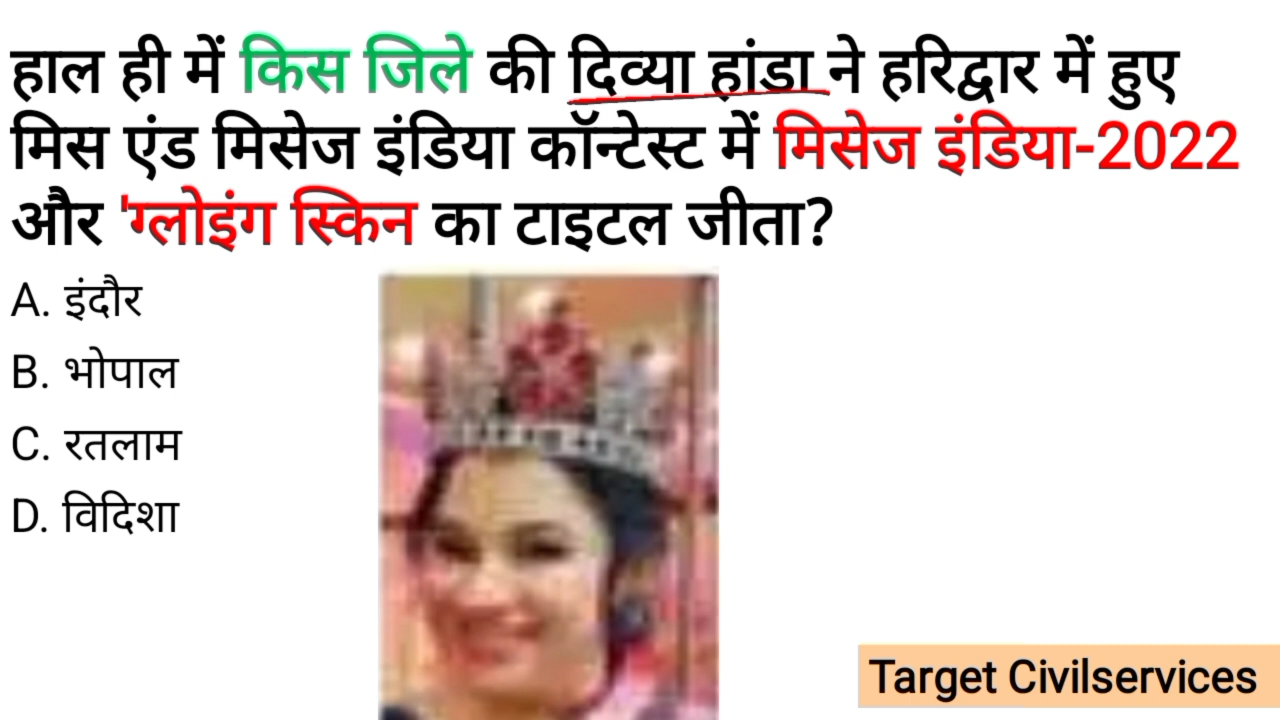 हाल ही में किस जिले की दिव्या हांडा ने हरिद्वार में हुए
मिस एंड मिसेज इंडिया कॉन्टेस्ट में मिसेज इंडिया-2022
और 'ग्लोइंग स्किन का टाइटल जीता?
A. इंदौर
B. भोपाल
C. रतलाम
D. विदिशा
Target Civilservices